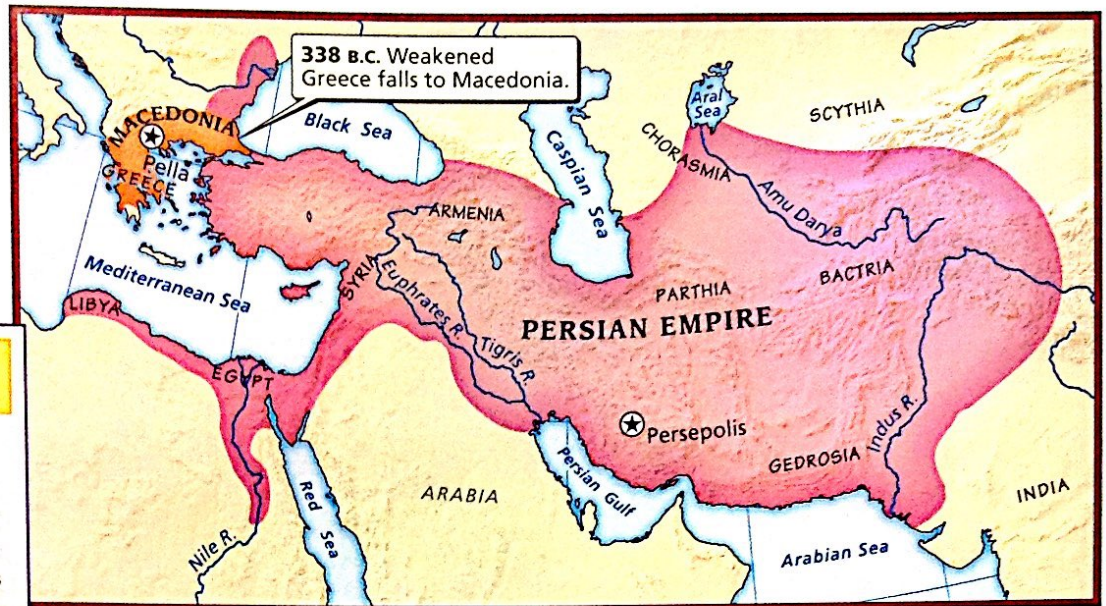 338 B.C. Weakened
Greece falls to Macedonia.
MACEDONIA
Pella
GREECE
Black Sea
Caspian Sea
Aral
Sea
SCYTHIA
CHORASMIA
Amu Darya
ARMENIA
BACTRIA
Mediterranean Sea
SYRIA
Euphrates R.
Tigris R.
PARTHIA
PERSIAN EMPIRE
LIBYA
EGYPT
Persepolis
Indus R.
GEDROSIA
Persian Gulf
ARABIA
Red Sea
Nile R.
INDIA
Arabian Sea